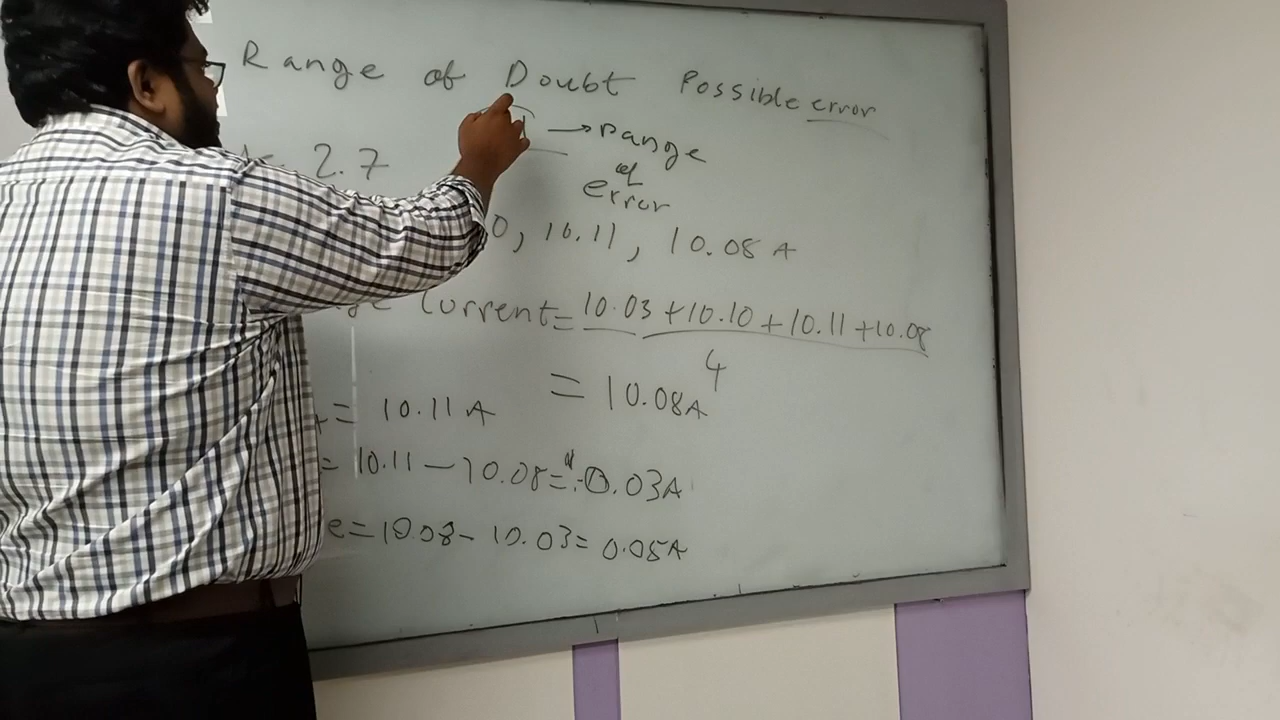 Range of Doubt Possible error
2.7 → range
of
error
0, 10.11, 10.08 A
Current = 10.03 + 10.10 + 10.11 + 10.08
4
= 10.08A
= 10.11 A
= 10.11 – 10.08 = 0.03A
e = 10.08 - 10.03 = 0.05A